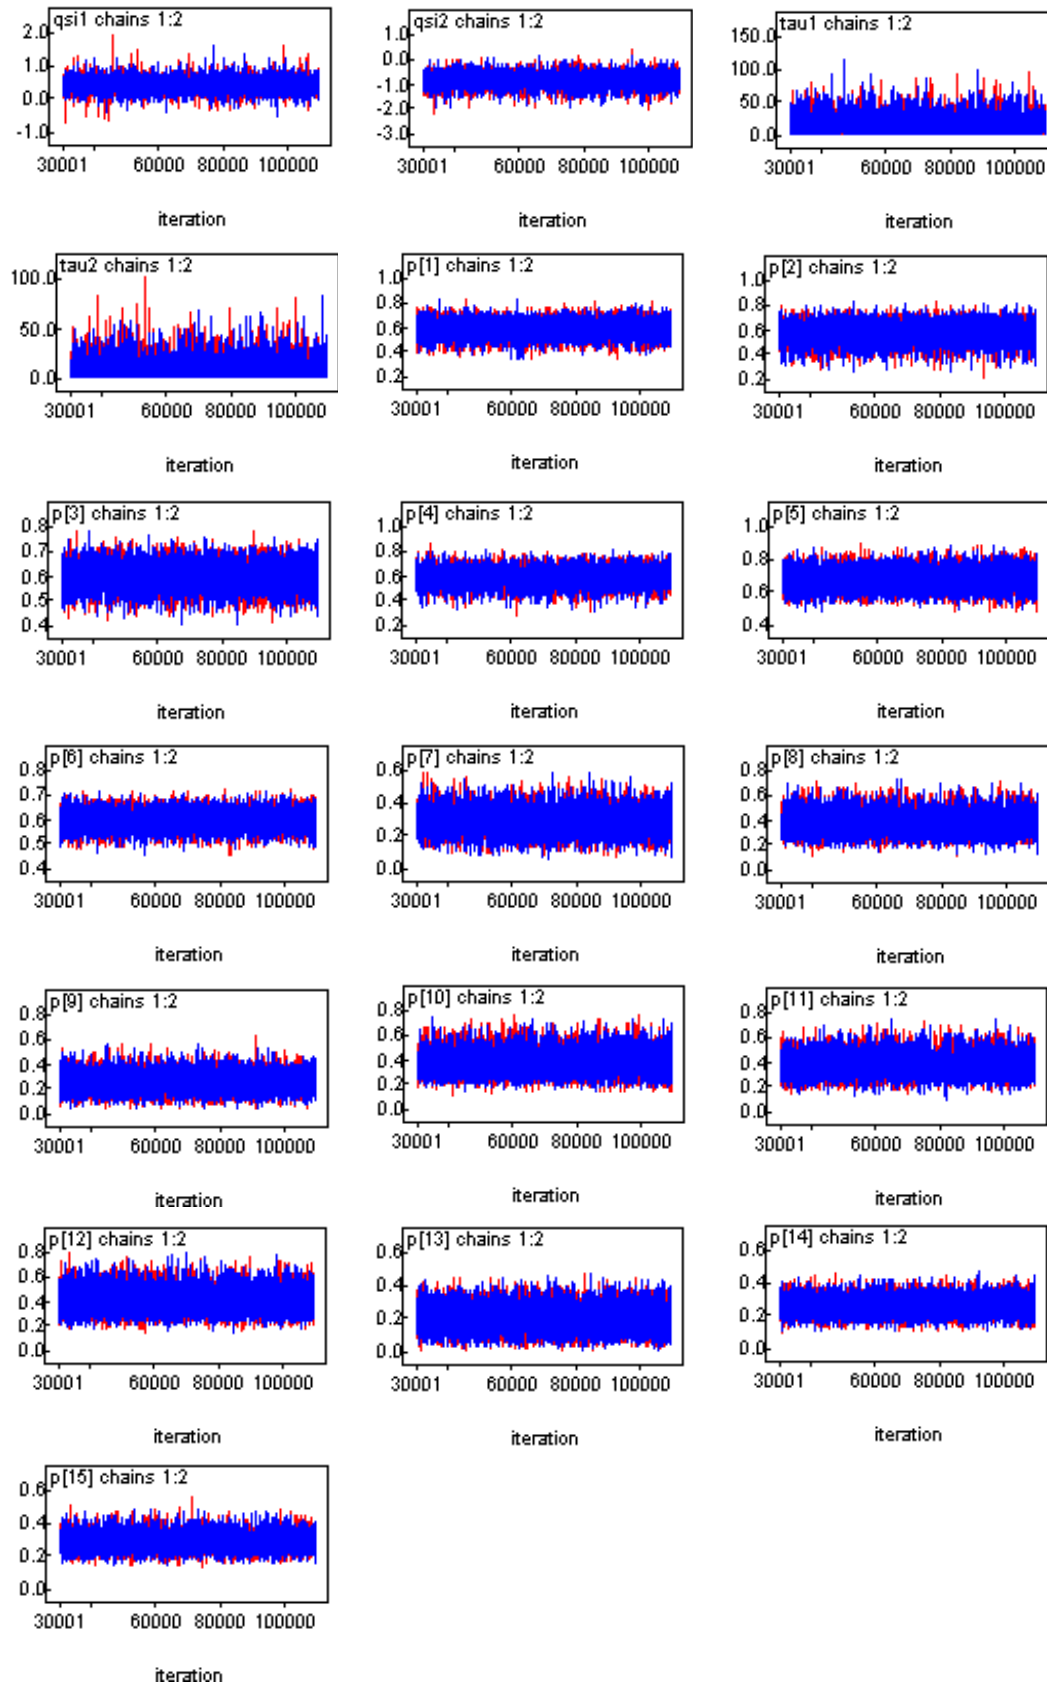 qsi1 chains 1:2
2.0
1.0
0.0
-1.0
30001 60000 80000 100000
iteration
qsi2 chains 1:2
1.0
0.0
-1.0
-2.0
-3.0
30001 60000 80000 100000
iteration
tau1 chains 1:2
150.0
100.0
50.0
0.0
30001 60000 80000 100000
iteration
tau2 chains 1:2
100.0
50.0
0.0
30001 60000 80000 100000
iteration
p[1] chains 1:2
1.0
0.8
0.6
0.4
0.2
30001 60000 80000 100000
iteration
p[2] chains 1:2
1.0
0.8
0.6
0.4
0.2
30001 60000 80000 100000
iteration
p[3] chains 1:2
0.8
0.7
0.6
0.5
0.4
30001 60000 80000 100000
iteration
p[4] chains 1:2
1.0
0.8
0.6
0.4
0.2
30001 60000 80000 100000
iteration
p[5] chains 1:2
1.0
0.8
0.6
0.4
30001 60000 80000 100000
iteration
p[6] chains 1:2
0.8
0.7
0.6
0.5
0.4
30001 60000 80000 100000
iteration
p[7] chains 1:2
0.6
0.4
0.2
0.0
30001 60000 80000 100000
iteration
p[8] chains 1:2
0.8
0.6
0.4
0.2
0.0
30001 60000 80000 100000
iteration
p[9] chains 1:2
0.8
0.6
0.4
0.2
0.0
30001 60000 80000 100000
iteration
p[10] chains 1:2
0.8
0.6
0.4
0.2
0.0
30001 60000 80000 100000
iteration
p[11] chains 1:2
0.8
0.6
0.4
0.2
0.0
30001 60000 80000 100000
iteration
p[12] chains 1:2
0.8
0.6
0.4
0.2
0.0
30001 60000 80000 100000
iteration
p[13] chains 1:2
0.6
0.4
0.2
0.0
30001 60000 80000 100000
iteration
p[14] chains 1:2
0.6
0.4
0.2
0.0
30001 60000 80000 100000
iteration
p[15] chains 1:2
0.6
0.4
0.2
0.0
30001 60000 80000 100000
iteration